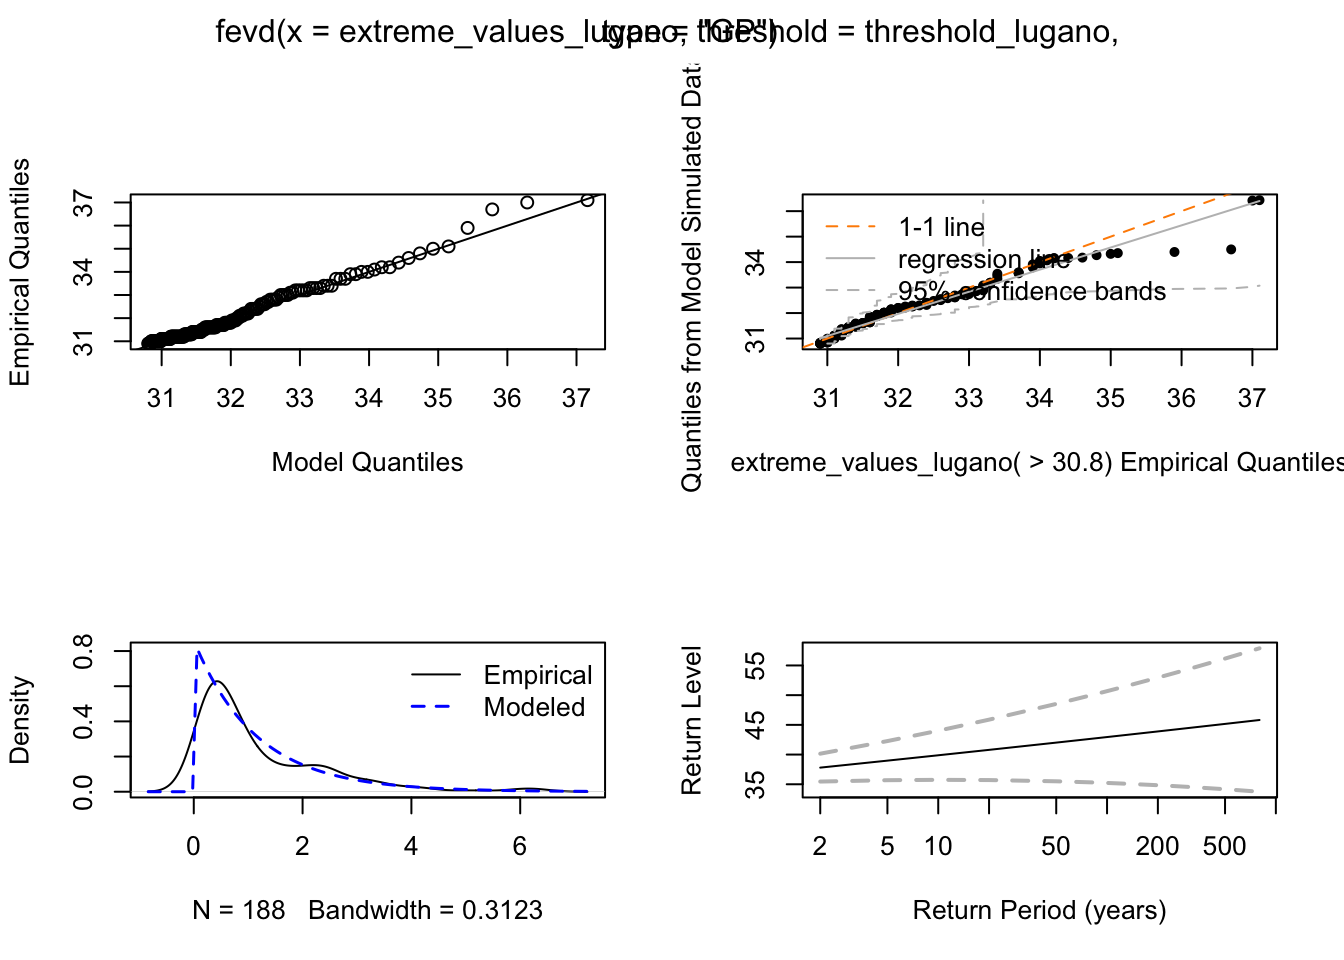 fevd(x = extreme_values_lugano, threshold = threshold_lugano,
type = "GP")
Empirical Quantiles
31 34 37
31 32 33 34 35 36 37
Model Quantiles
Quantiles from Model Simulated Data
31 34
1-1 line
regression line
95% confidence bands
31 32 33 34 35 36 37
extreme_values_lugano( > 30.8) Empirical Quantiles
Density
0.0 0.4 0.8
Empirical
Modeled
0 2 4 6
N = 188 Bandwidth = 0.3123
Return Level
35 45 55
2 5 10 50 200 500
Return Period (years)